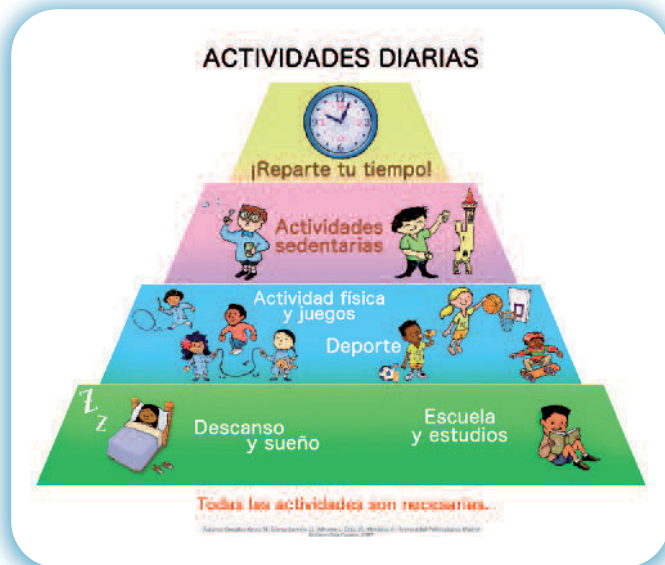 ACTIVIDADES DIARIAS
¡Reparte tu tiempo!
Actividades
sedentarias
Actividad física
y juegos
Deporte
Z
Z
Descanso
y sueño
Escuela
y estudios
Todas las actividades son necesarias..